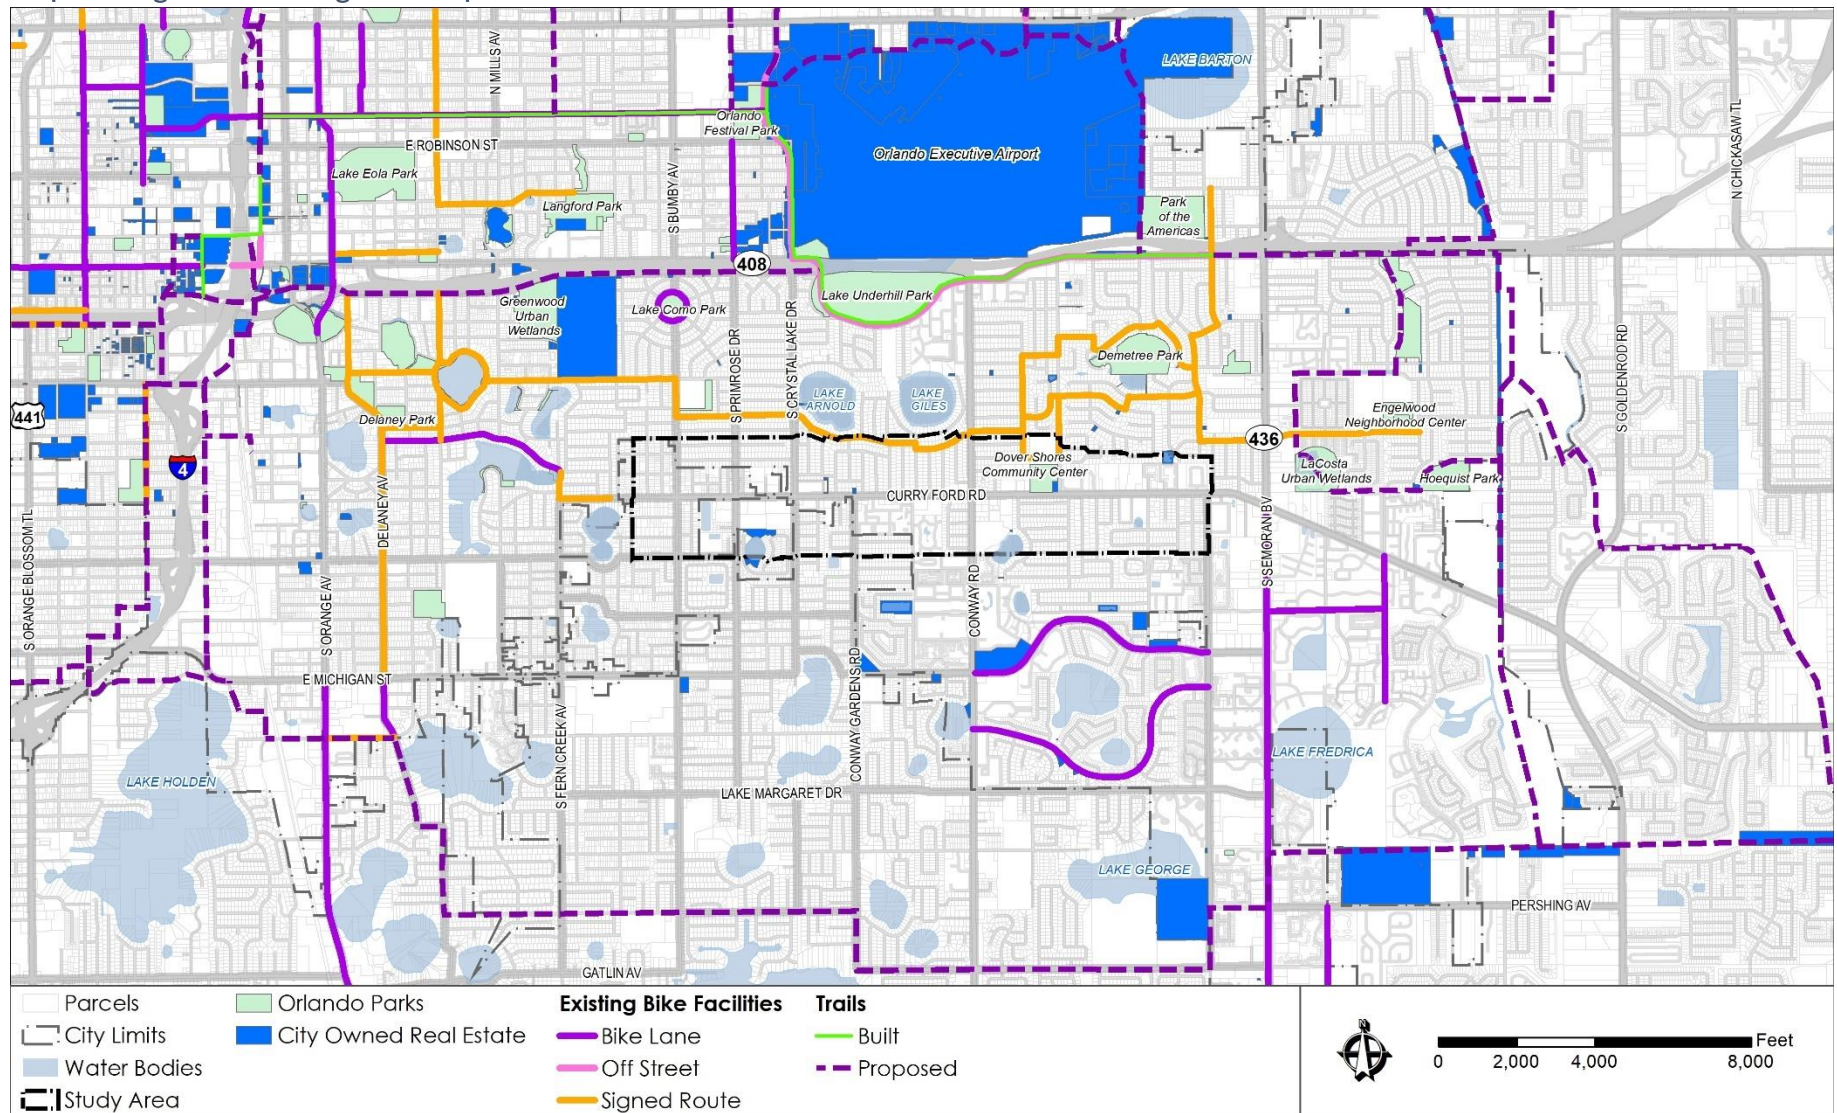 LAKE BARTON
N MILLS AV
N CHICKASAW TL
Orlando
Festival Park
E ROBINSON ST
Orlando Executive Airport
Lake Eola Park
S BUMBY AV
Langford Park
Park
of the
Americas
408
Greenwood
Urban
Wetlands
Lake Como Park
Lake Underhill Park
S PRIMROSE DR
S CRYSTAL LAKE DR
S GOLDENROD RD
Demetree Park
LAKE
ARNOLD
LAKE
GILES
441
Delaney Park
Engelwood
Neighborhood Center
436
4
Dover Shores
Community Center
LaCosta
Urban Wetlands
Hoequist Park
CURRY FORD RD
DELANEY AV
S SEMORAN BV
S ORANGE BLOSSOM TL
S ORANGE AV
CONWAY RD
E MICHIGAN ST
CONWAY GARDENS RD
S FERN CREEK AV
LAKE HOLDEN
LAKE FREDRICA
LAKE MARGARET DR
LAKE GEORGE
PERSHING AV
GATLIN AV
Parcels
City Limits
Water Bodies
Study Area
Orlando Parks
City Owned Real Estate
Existing Bike Facilities
Bike Lane
Off Street
Signed Route
Trails
Built
Proposed
N
Feet
0 2,000 4,000 8,000